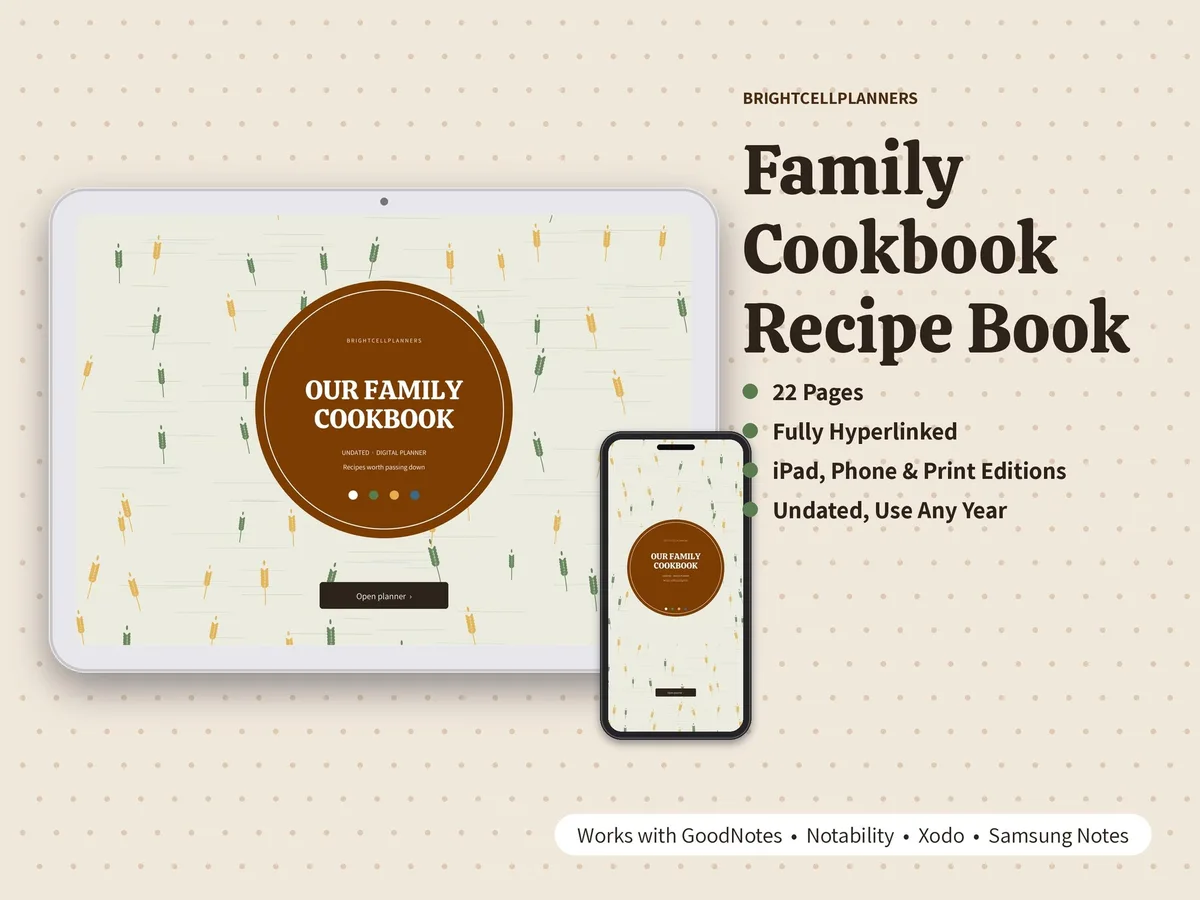 BRIGHTCELLPLANNERS
Family
Cookbook
Recipe Book
22 Pages
Fully Hyperlinked
iPad, Phone & Print Editions
Undated, Use Any Year
BRIGHTCELLPLANNERS
OUR FAMILY
COOKBOOK
UNDATED · DIGITAL PLANNER
Recipes worth passing down
Open planner ›
OUR FAMILY
COOKBOOK
Works with GoodNotes • Notability • Xodo • Samsung Notes